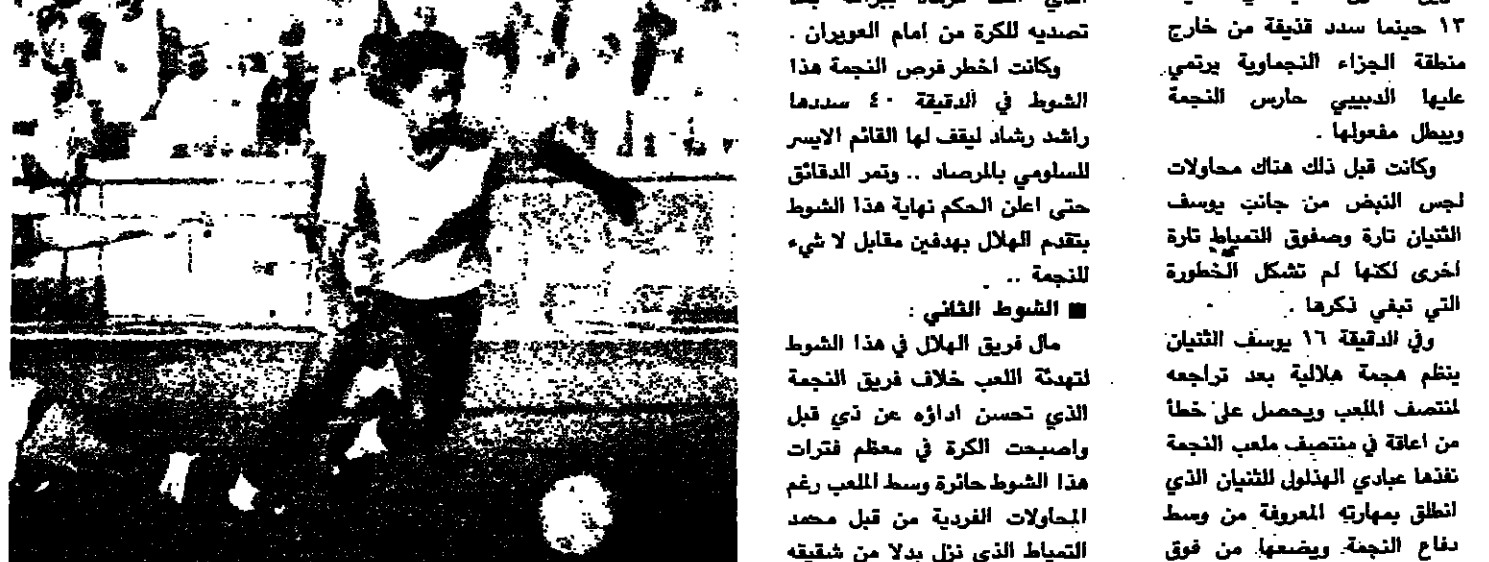 ١٣ حينما سدد قذيفة من خارج
منطقة الجزاء النجماوية يرتمي
عليها الدبيبي حارس النجمة
ويبطل مفعولها .
وكانت قبل ذلك هناك محاولات
لجس النبض من جانب يوسف
الثنيان تارة وصفوق التمياط تارة
اخرى لكنها لم تشكل الخطورة
التي تبغي ذكرها .
وفي الدقيقة ١٦ يوسف الثنيان
ينظم هجمة هلالية بعد تراجعه
لمنتصف الملعب ويحصل على خطأ
من اعاقة في منتصف ملعب النجمة
نفذها عبادي الهذلول للثنيان الذي
انطلق بمهارته المعروفة من وسط
دفاع النجمة ويضعها من فوق
تصديه للكرة من امام العويران .
وكانت اخطر فرص النجمة هذا
الشوط في الدقيقة ٤٠ سددها
راشد رشاد ليقف لها القائم الايسر
للسلومي بالمرصاد .. وتمر الدقائق
حتى اعلن الحكم نهاية هذا الشوط
بتقدم الهلال بهدفين مقابل لا شيء
للنجمة ..
■ الشوط الثاني :
مال فريق الهلال في هذا الشوط
لتهدئة اللعب خلاف فريق النجمة
الذي تحسن اداؤه عن ذي قبل
واصبحت الكرة في معظم فترات
هذا الشوط حائرة وسط الملعب رغم
المحاولات الفردية من قبل محمد
التمياط الذي نزل بدلا من شقيقه